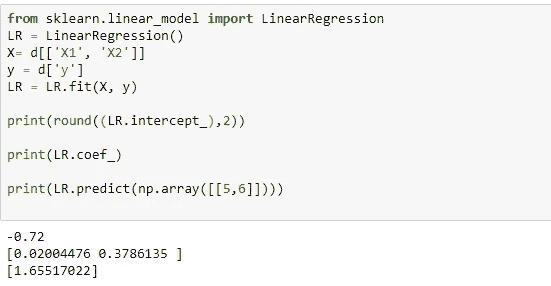 from sklearn.linear_model import LinearRegression
LR = LinearRegression()
X= d[['X1', 'X2']]
y = d['y']
LR = LR.fit(X, y)
print(round((LR.intercept_),2))
print(LR.coef_)
print(LR.predict(np.array([[5,6]])))
-0.72
[0.02004476 0.3786135 ]
[1.65517022]